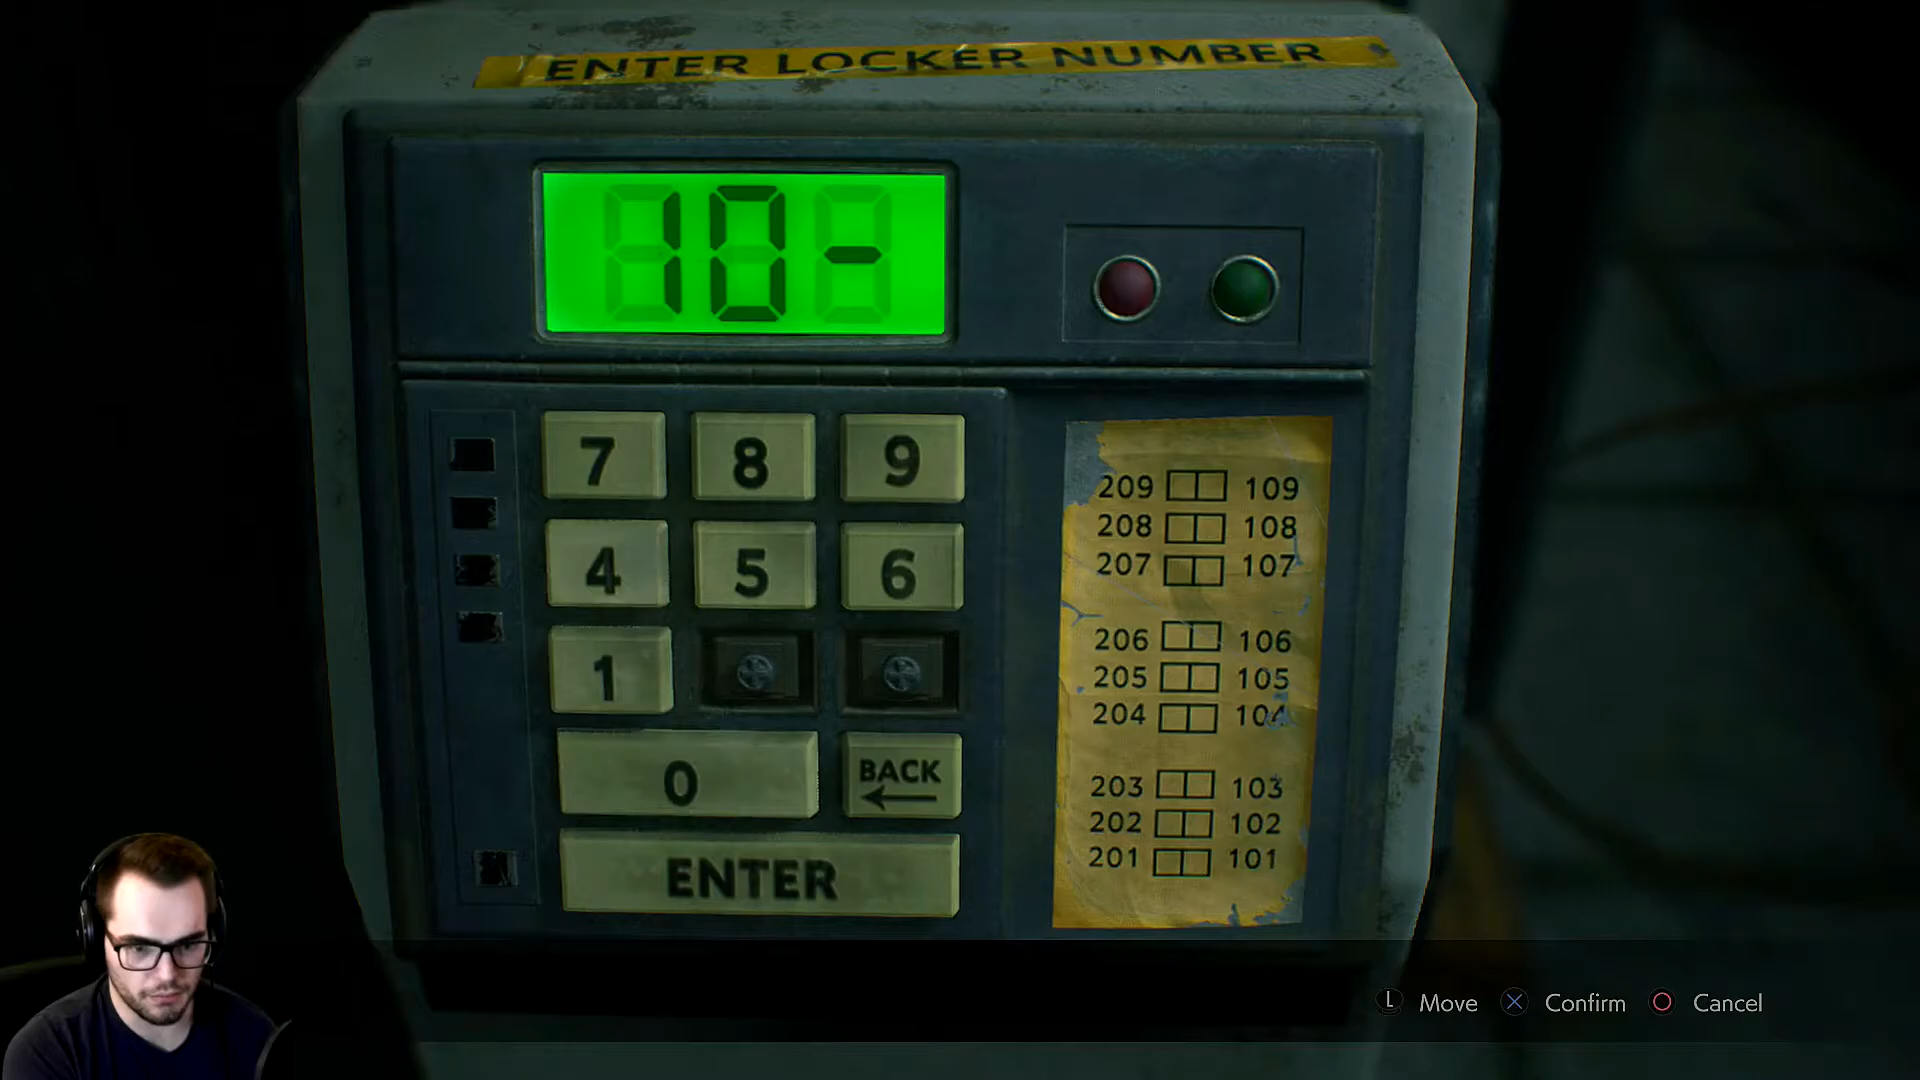 ENTER LOCKER NUMBER
10-
7 8 9
4 5 6
1
0 BACK
ENTER
209 109
208 108
207 107
206 106
205 105
204 104
203 103
202 102
201 101
L Move Confirm Cancel